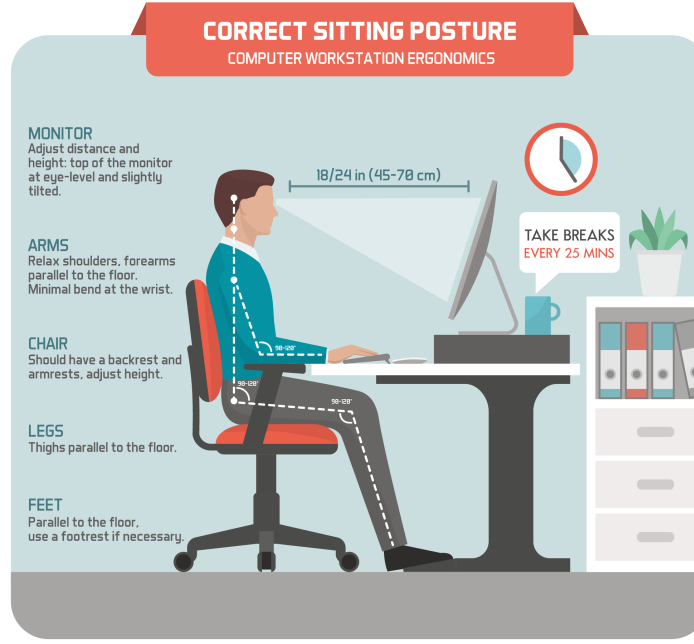 CORRECT SITTING POSTURE
COMPUTER WORKSTATION ERGONOMICS
MONITOR
Adjust distance and
height: top of the monitor
at eye-level and slightly
tilted.
ARMS
Relax shoulders, forearms
parallel to the floor.
Minimal bend at the wrist.
CHAIR
Should have a backrest and
armrests, adjust height.
LEGS
Thighs parallel to the floor.
FEET
Parallel to the floor,
use a footrest if necessary.
18/24 in (45-70 cm)
TAKE BREAKS
EVERY 25 MINS
90-120°
90-120°
90-120°